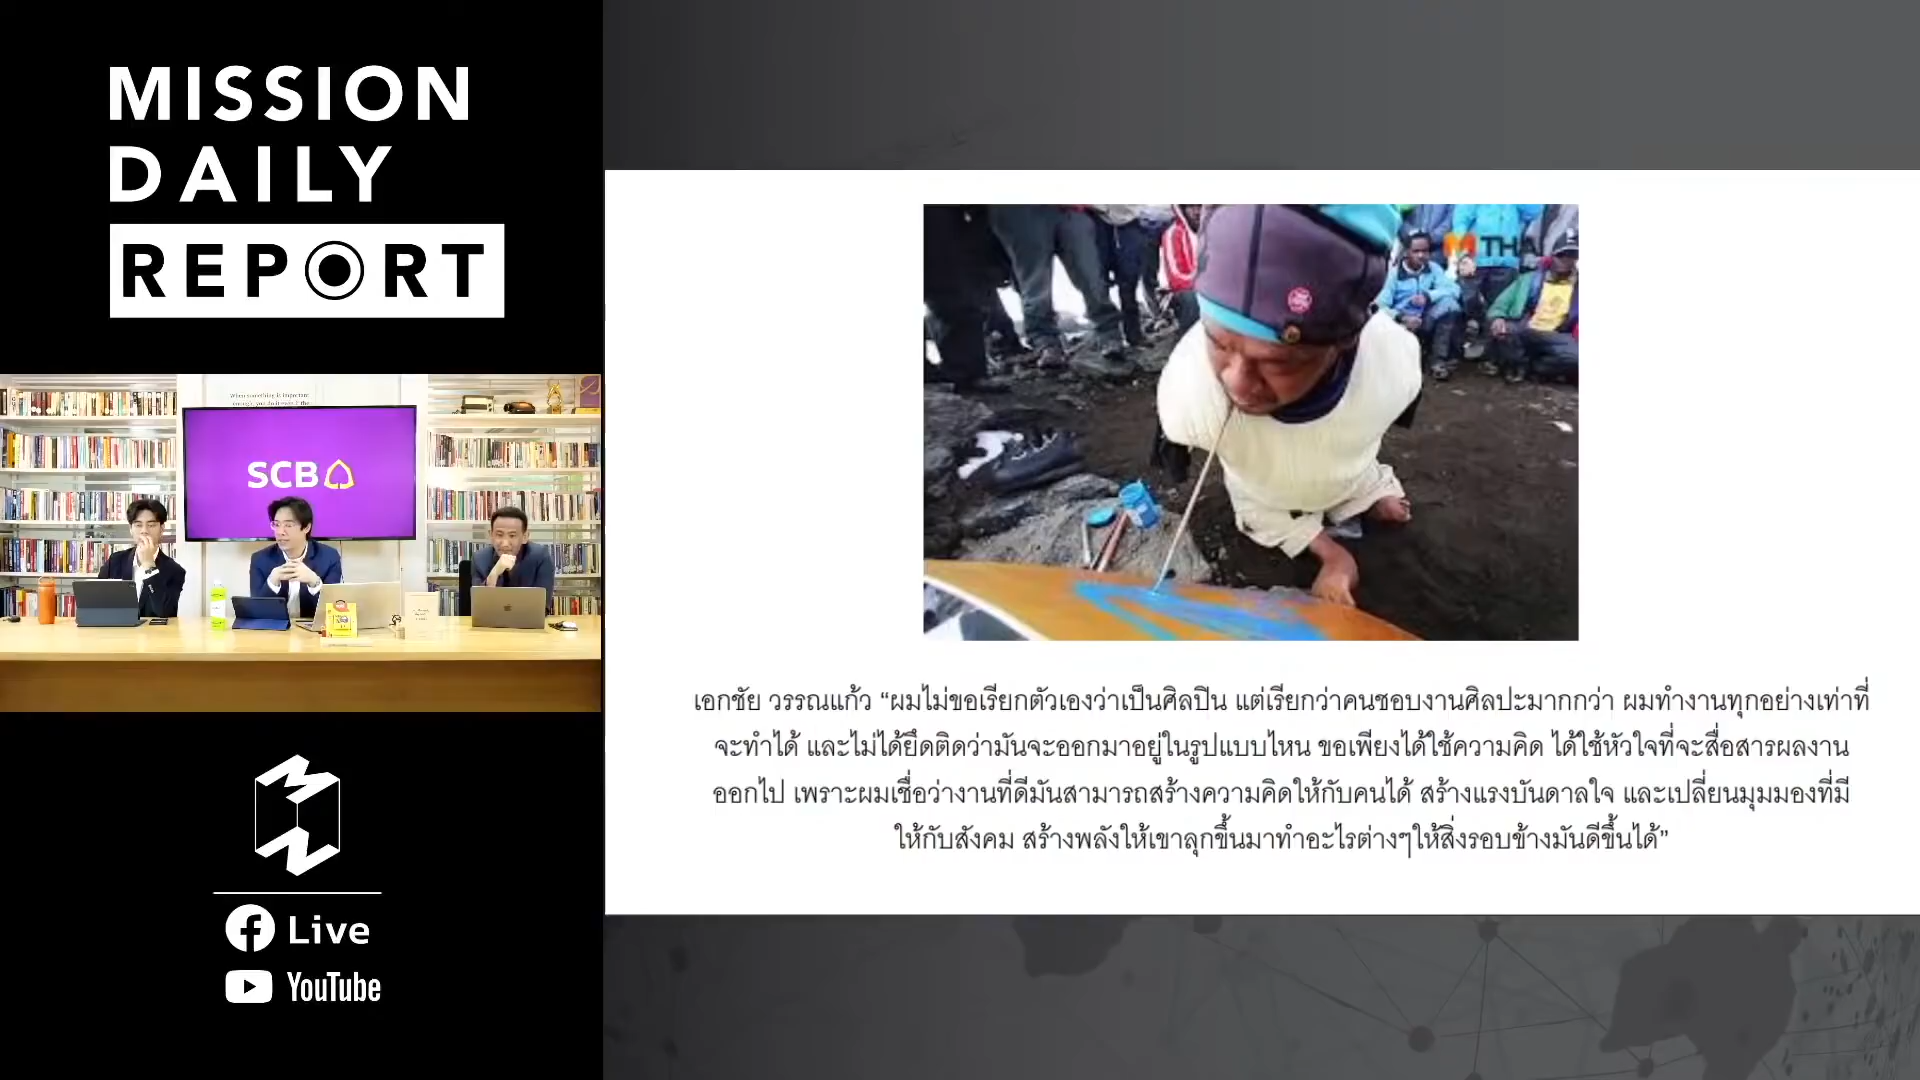 MISSION
DAILY
REPORT
When something is important
enough, you do it even if the
SCB
Live
YouTube
M THAI
เอกชัย วรรณแก้ว “ผมไม่ขอเรียกตัวเองว่าเป็นศิลปิน แต่เรียกว่าคนชอบงานศิลปะมากกว่า ผมทำงานทุกอย่างเท่าที่
จะทำได้ และไม่ได้ยึดติดว่ามันจะออกมาอยู่ในรูปแบบไหน ขอเพียงได้ใช้ความคิด ได้ใช้หัวใจที่จะสื่อสารผลงาน
ออกไป เพราะผมเชื่อว่างานที่ดีมันสามารถสร้างความคิดให้กับคนได้ สร้างแรงบันดาลใจ และเปลี่ยนมุมมองที่มี
ให้กับสังคม สร้างพลังให้เขาลุกขึ้นมาทำอะไรต่างๆให้สิ่งรอบข้างมันดีขึ้นได้”